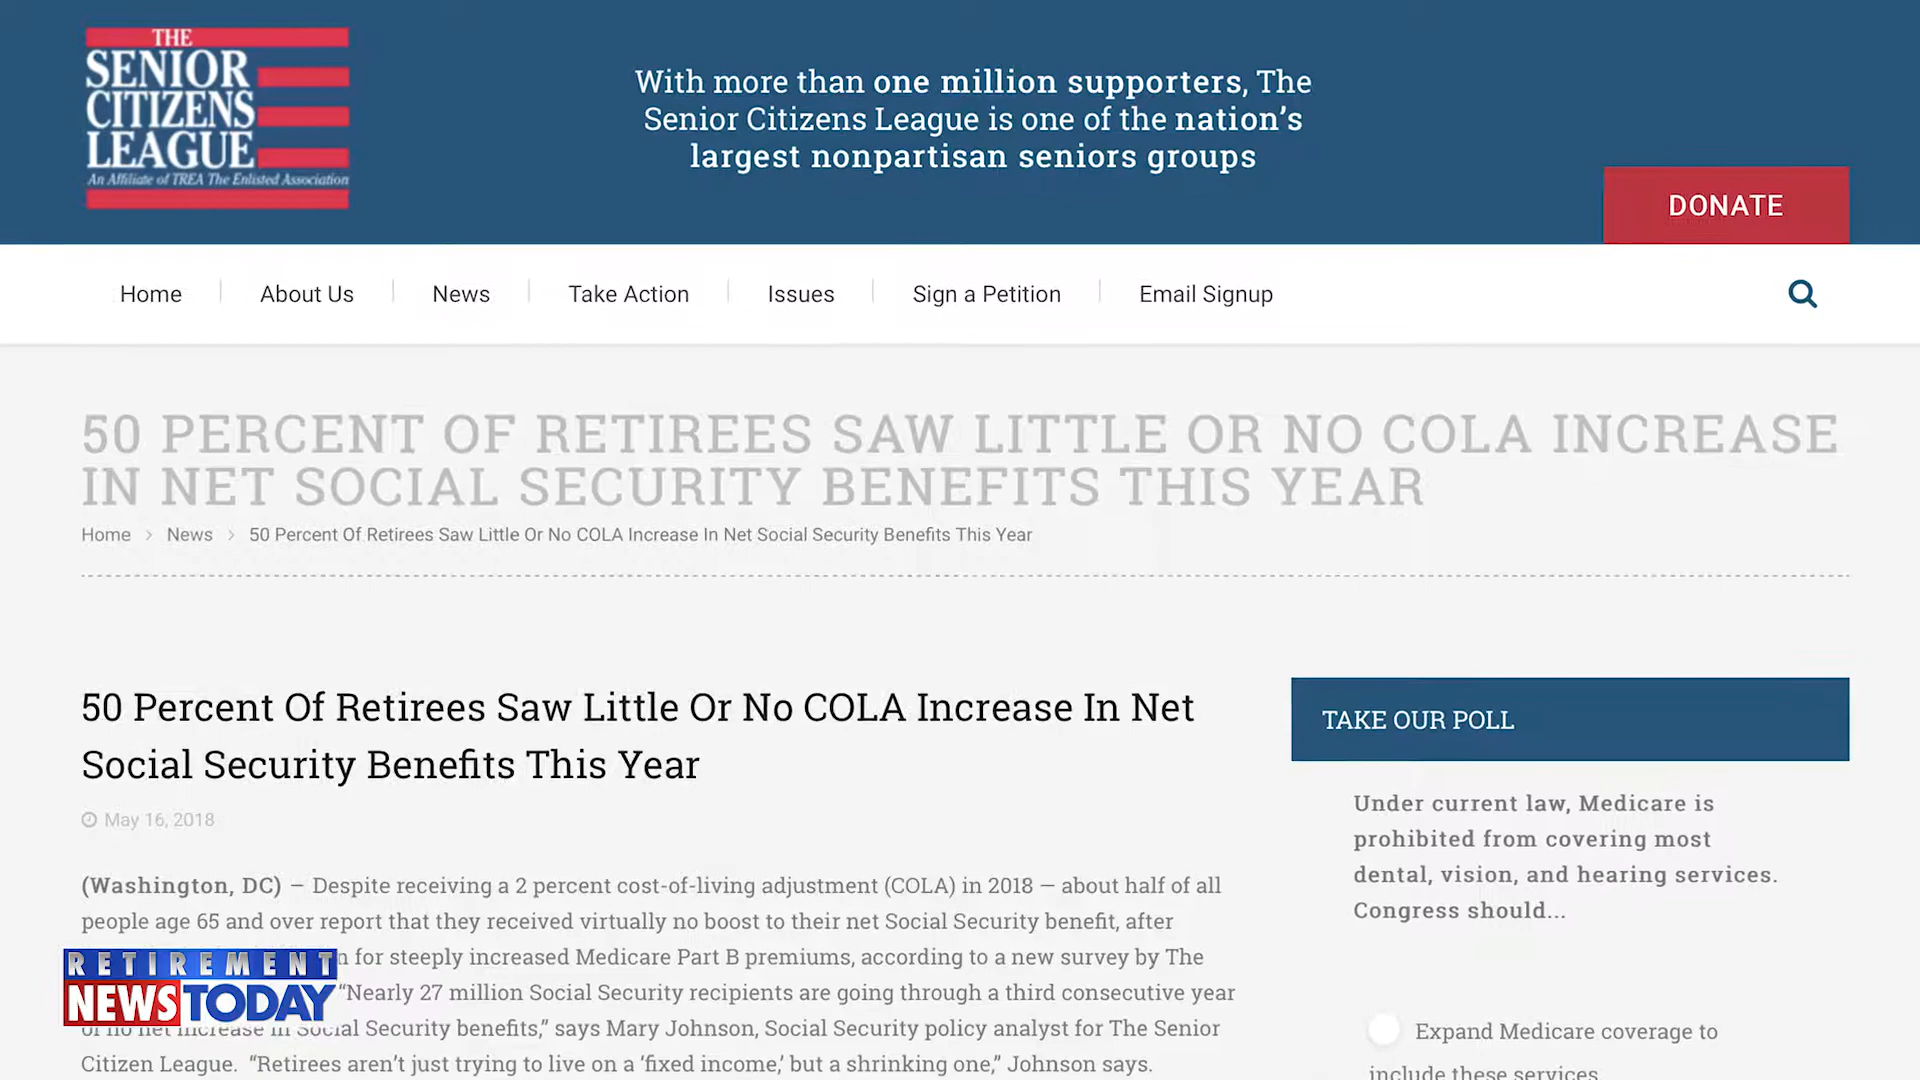 THE
SENIOR
CITIZENS
LEAGUE
An Affiliate of TREA The Enlisted Association
With more than one million supporters, The
Senior Citizens League is one of the nation’s
largest nonpartisan seniors groups
DONATE
Home
About Us
News
Take Action
Issues
Sign a Petition
Email Signup
50 PERCENT OF RETIREES SAW LITTLE OR NO COLA INCREASE
IN NET SOCIAL SECURITY BENEFITS THIS YEAR
Home > News > 50 Percent Of Retirees Saw Little Or No COLA Increase In Net Social Security Benefits This Year
50 Percent Of Retirees Saw Little Or No COLA Increase In Net
Social Security Benefits This Year
May 16, 2018
(Washington, DC) – Despite receiving a 2 percent cost-of-living adjustment (COLA) in 2018 — about half of all
people age 65 and over report that they received virtually no boost to their net Social Security benefit, after
for steeply increased Medicare Part B premiums, according to a new survey by The
“Nearly 27 million Social Security recipients are going through a third consecutive year
of no net increase in Social Security benefits,” says Mary Johnson, Social Security policy analyst for The Senior
Citizen League. “Retirees aren’t just trying to live on a ‘fixed income,’ but a shrinking one,” Johnson says.
TAKE OUR POLL
Under current law, Medicare is
prohibited from covering most
dental, vision, and hearing services.
Congress should...
Expand Medicare coverage to
include these services
RETIREMENT
NEWSTODAY